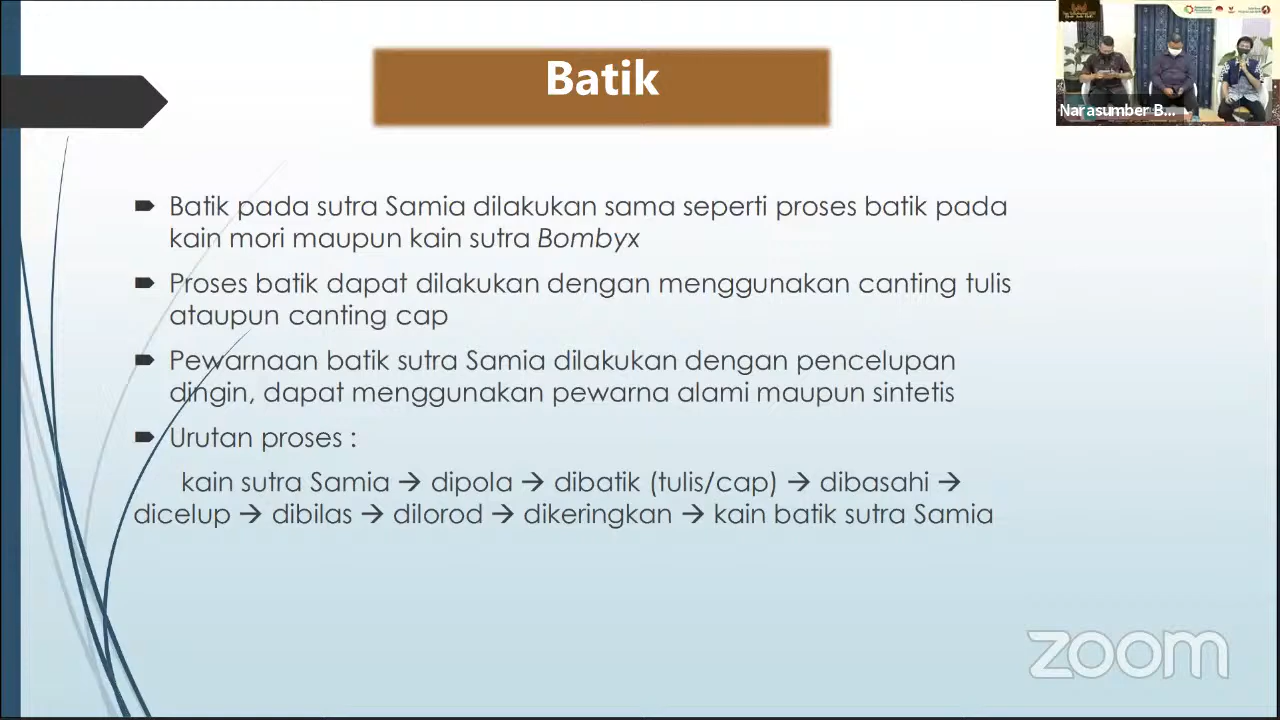 Batik
Narasumber B...
Batik pada sutra Samia dilakukan sama seperti proses batik pada
kain mori maupun kain sutra Bombyx
Proses batik dapat dilakukan dengan menggunakan canting tulis
ataupun canting cap
Pewarnaan batik sutra Samia dilakukan dengan pencelupan
dingin, dapat menggunakan pewarna alami maupun sintetis
Urutan proses :
kain sutra Samia → dipola → dibatik (tulis/cap) → dibasahi →
dicelup → dibilas → dilorod → dikeringkan → kain batik sutra Samia
zoom